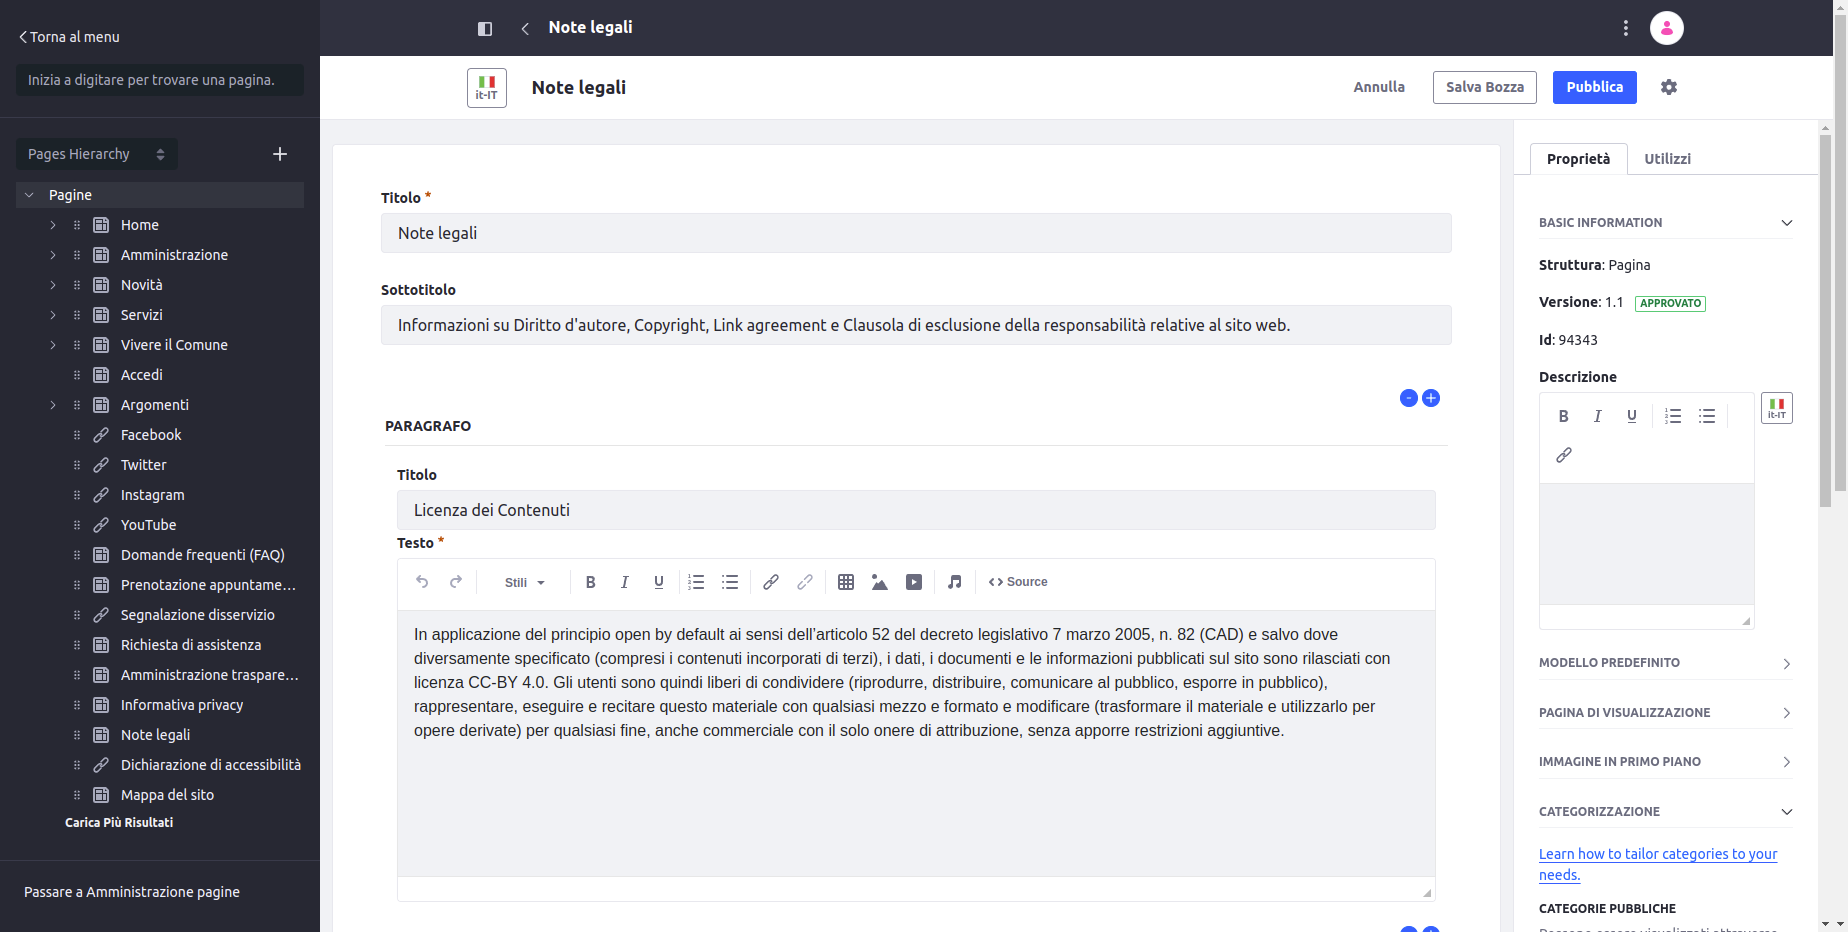 Torna al menu
Inizia a digitare per trovare una pagina.
Pages Hierarchy
Pagine
Home
Amministrazione
Novità
Servizi
Vivere il Comune
Accedi
Argomenti
Facebook
Twitter
Instagram
YouTube
Domande frequenti (FAQ)
Prenotazione appuntame...
Segnalazione disservizio
Richiesta di assistenza
Amministrazione traspare...
Informativa privacy
Note legali
Dichiarazione di accessibilità
Mappa del sito
Carica Più Risultati
Passare a Amministrazione pagine
Note legali
it-IT
Note legali
Annulla
Salva Bozza
Pubblica
Titolo *
Note legali
Sottotitolo
Informazioni su Diritto d'autore, Copyright, Link agreement e Clausola di esclusione della responsabilità relative al sito web.
PARAGRAFO
Titolo
Licenza dei Contenuti
Testo *
Stili
B I U
Source
In applicazione del principio open by default ai sensi dell’articolo 52 del decreto legislativo 7 marzo 2005, n. 82 (CAD) e salvo dove
diversamente specificato (compresi i contenuti incorporati di terzi), i dati, i documenti e le informazioni pubblicati sul sito sono rilasciati con
licenza CC-BY 4.0. Gli utenti sono quindi liberi di condividere (riprodurre, distribuire, comunicare al pubblico, esporre in pubblico),
rappresentare, eseguire e recitare questo materiale con qualsiasi mezzo e formato e modificare (trasformare il materiale e utilizzarlo per
opere derivate) per qualsiasi fine, anche commerciale con il solo onere di attribuzione, senza apporre restrizioni aggiuntive.
Proprietà
Utilizzi
BASIC INFORMATION
Struttura: Pagina
Versione: 1.1 APPROVATO
Id: 94343
Descrizione
B I U
it-IT
MODELLO PREDEFINITO
PAGINA DI VISUALIZZAZIONE
IMMAGINE IN PRIMO PIANO
CATEGORIZZAZIONE
Learn how to tailor categories to your
needs.
CATEGORIE PUBBLICHE